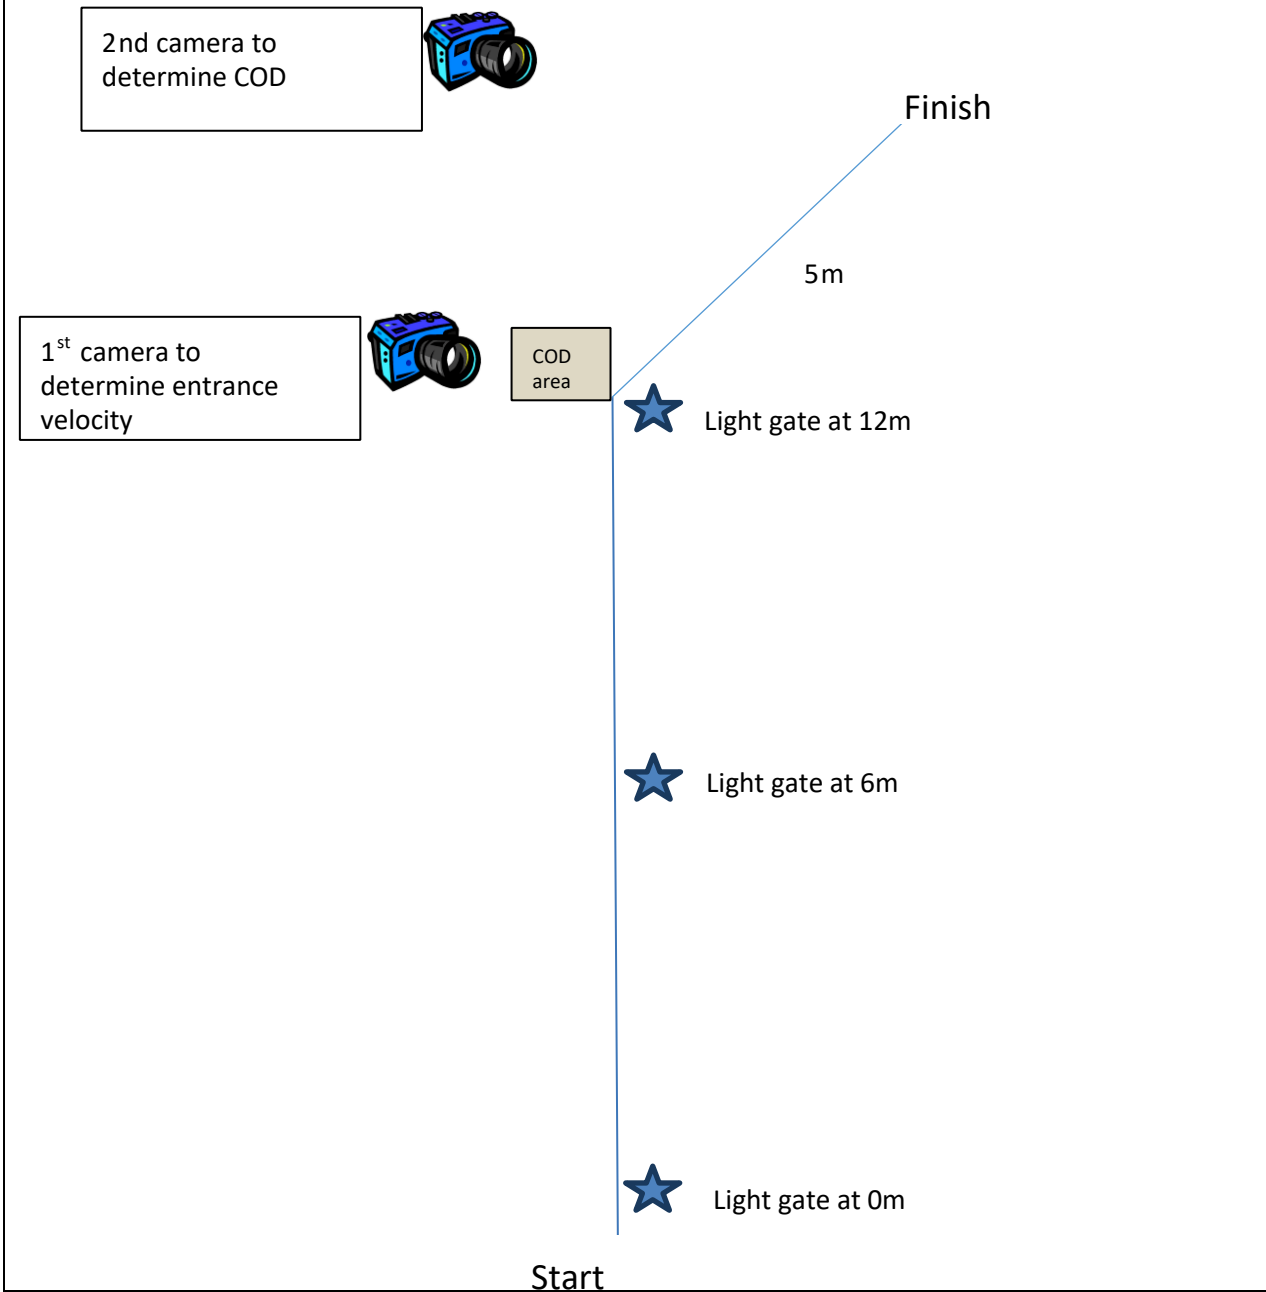 2nd camera to
determine COD
Finish
5m
1st camera to
determine entrance
velocity
COD
area
Light gate at 12m
Light gate at 6m
Light gate at 0m
Start